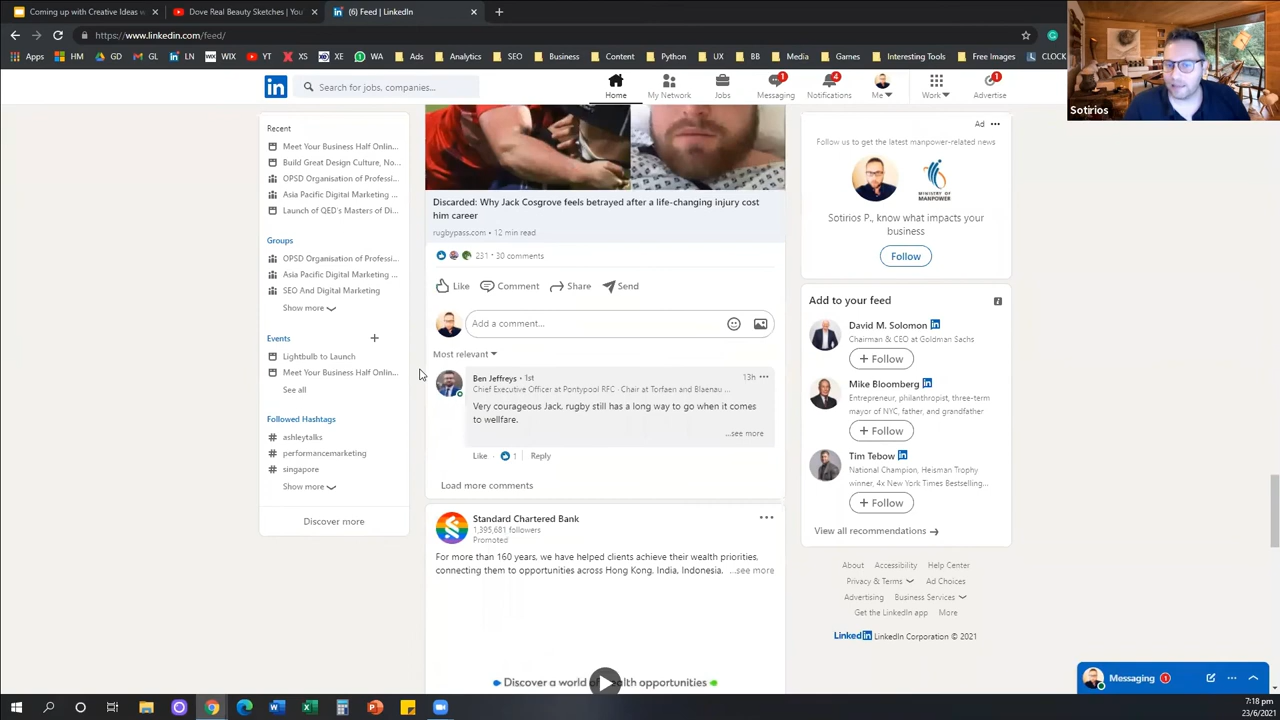 Coming up with Creative Ideas w
Dove Real Beauty Sketches | You
(6) Feed | LinkedIn
https://www.linkedin.com/feed/
Apps
GM
GD
GL
LN
WIX
YT
XS
XE
WA
Ads
Analytics
SEO
Business
Content
Python
UX
BB
Media
Games
Interesting Tools
Free Images
CLOCK
Sotirios
in
Search for jobs, companies...
Home
My Network
Jobs
1
Messaging
4
Notifications
Me
Work
1
Advertise
Recent
Meet Your Business Half Onlin...
Build Great Design Culture, No...
OPSD Organisation of Professi...
Asia Pacific Digital Marketing ...
Launch of QED's Masters of Di...
Groups
OPSD Organisation of Professi...
Asia Pacific Digital Marketing ...
SEO And Digital Marketing
Show more
Events
Lightbulb to Launch
Meet Your Business Half Onlin...
See all
Followed Hashtags
# ashleytalks
# performancemarketing
# singapore
Show more
Discover more
Discarded: Why Jack Cosgrove feels betrayed after a life-changing injury cost
him career
rugbypass.com • 12 min read
231 • 30 comments
Like
Comment
Share
Send
Add a comment...
Most relevant
Ben Jeffreys • 1st
13h
Chief Executive Officer at Pontypool RFC · Chair at Torfaen and Blaenau ...
Very courageous Jack, rugby still has a long way to go when it comes
to wellfare.
...see more
Like • 1
Reply
Load more comments
Standard Chartered Bank
1,395,681 followers
Promoted
For more than 160 years, we have helped clients achieve their wealth priorities,
connecting them to opportunities across Hong Kong, India, Indonesia, ...see more
Discover a world of wealth opportunities
Ad
Follow us to get the latest manpower-related news
MINISTRY OF
MANPOWER
Sotirios P., know what impacts your
business
Follow
Add to your feed
David M. Solomon in
Chairman & CEO at Goldman Sachs
+ Follow
Mike Bloomberg in
Entrepreneur, philanthropist, three-term
mayor of NYC, father, and grandfather
+ Follow
Tim Tebow in
National Champion, Heisman Trophy
winner, 4x New York Times Bestselling...
+ Follow
View all recommendations →
About
Accessibility
Help Center
Privacy & Terms
Ad Choices
Advertising
Business Services
Get the LinkedIn app
More
LinkedIn LinkedIn Corporation © 2021
Messaging 1
7:18 pm
23/6/2021